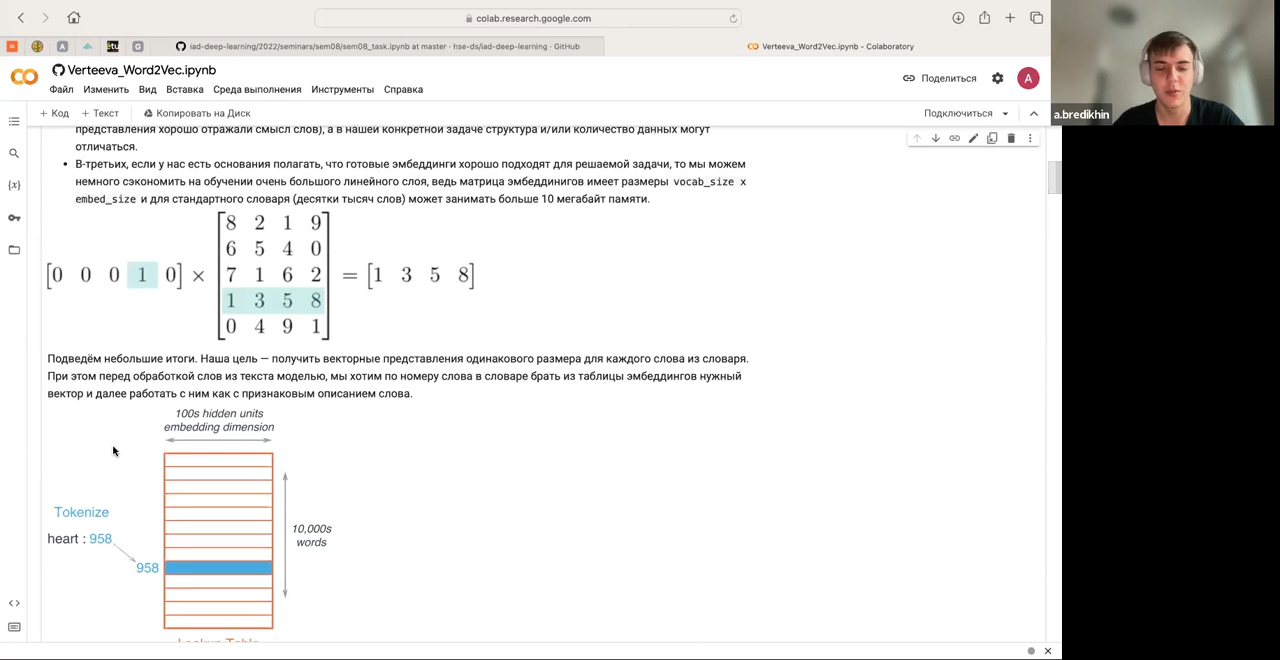 colab.research.google.com
iad-deep-learning/2022/seminars/sem08/sem08_task.ipynb at master · hse-ds/iad-deep-learning · GitHub
Verteeva_Word2Vec.ipynb - Colaboratory
Verteeva_Word2Vec.ipynb
Файл Изменить Вид Вставка Среда выполнения Инструменты Справка
Поделиться
A
+ Код + Текст Копировать на Диск
Подключиться
a.bredikhin
представления хорошо отражали смысл слов), а в нашей конкретной задаче структура и/или количество данных могут
отличаться.
• В-третьих, если у нас есть основания полагать, что готовые эмбеддинги хорошо подходят для решаемой задачи, то мы можем
немного сэкономить на обучении очень большого линейного слоя, ведь матрица эмбеддинигов имеет размеры vocab_size x
embed_size и для стандартного словаря (десятки тысяч слов) может занимать больше 10 мегабайт памяти.
8 2 1 9
6 5 4 0
[0 0 0 1 0] × 7 1 6 2 = [1 3 5 8]
1 3 5 8
0 4 9 1
Подведём небольшие итоги. Наша цель — получить векторные представления одинакового размера для каждого слова из словаря.
При этом перед обработкой слов из текста моделью, мы хотим по номеру слова в словаре брать из таблицы эмбеддингов нужный
вектор и далее работать с ним как с признаковым описанием слова.
100s hidden units
embedding dimension
Tokenize
heart : 958
958
10,000s
words